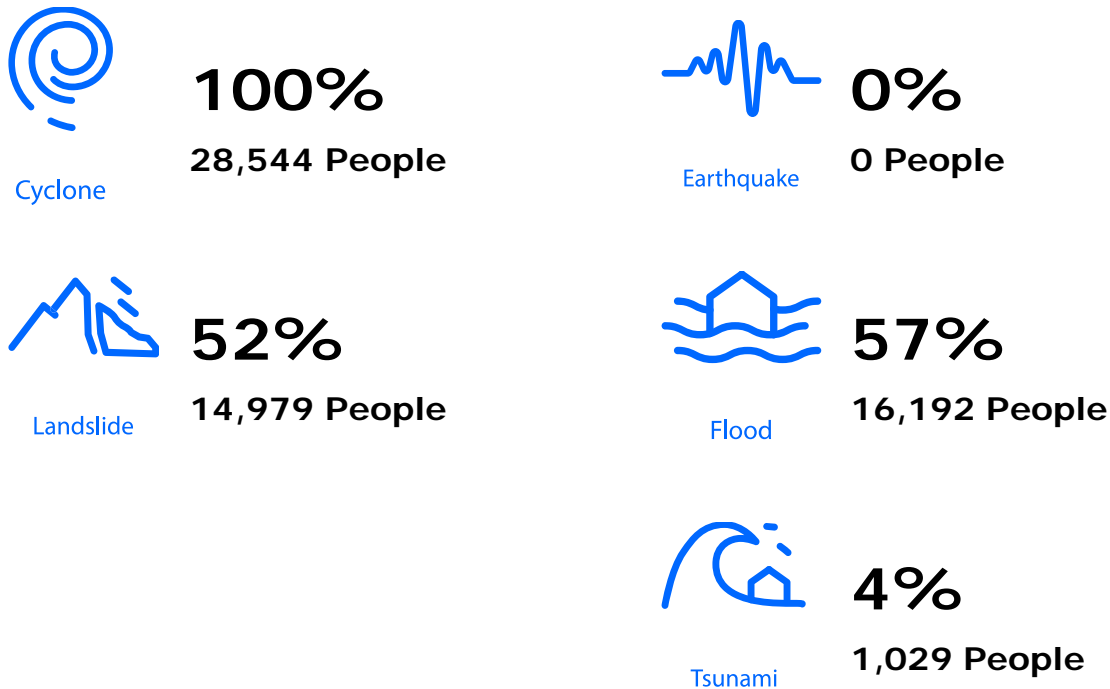 100%
28,544 People
Cyclone
0%
0 People
Earthquake
52%
14,979 People
Landslide
57%
16,192 People
Flood
4%
1,029 People
Tsunami